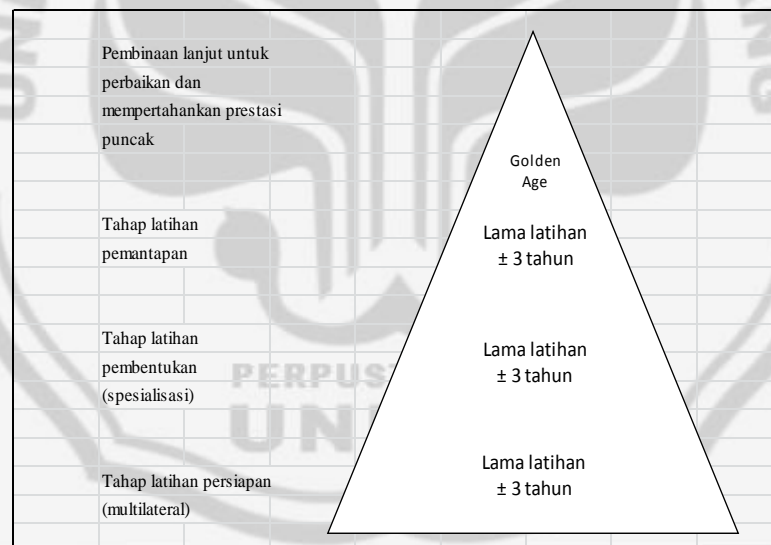 Pembinaan lanjut untuk
perbaikan dan
mempertahankan prestasi
puncak
Golden
Age
Tahap latihan
pemantapan
Lama latihan
± 3 tahun
Tahap latihan
pembentukan
(spesialisasi)
Lama latihan
± 3 tahun
Tahap latihan persiapan
(multilateral)
Lama latihan
± 3 tahun